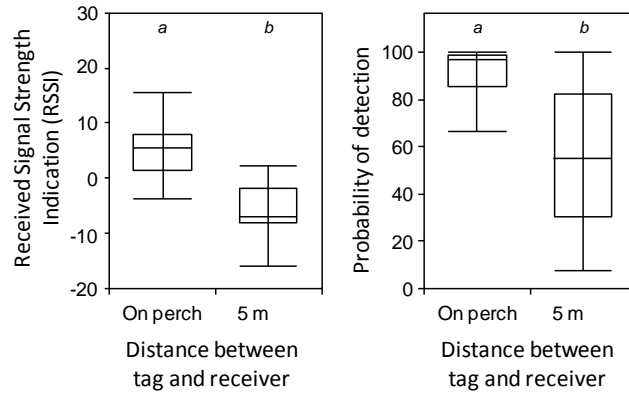 Received Signal Strength
Indication (RSSI)
30
20
10
0
-10
-20
a
b
On perch
5 m
Distance between
tag and receiver
Probability of detection
100
80
60
40
20
0
a
b
On perch
5 m
Distance between
tag and receiver